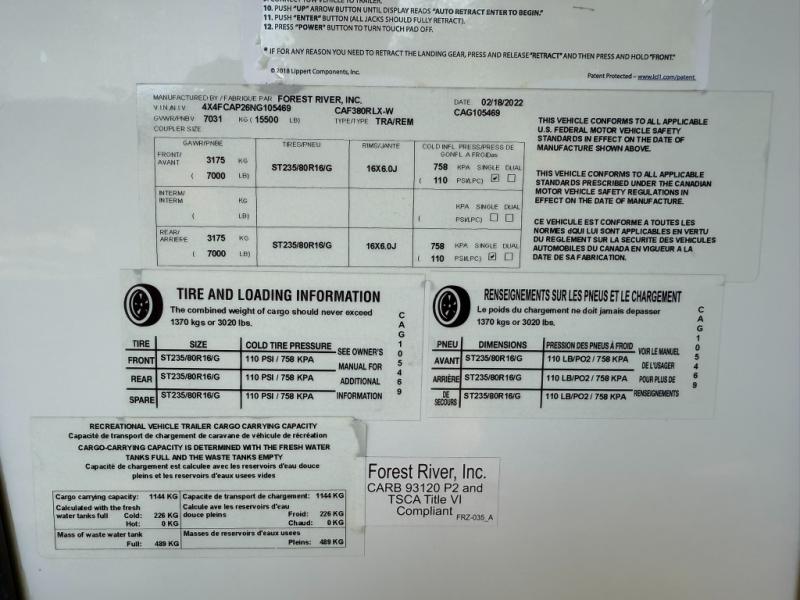 10. PUSH "UP" ARROW BUTTON UNTIL DISPLAY READS "AUTO RETRACT ENTER TO BEGIN."
11. PUSH "ENTER" BUTTON (ALL JACKS SHOULD FULLY RETRACT).
12. PRESS "POWER" BUTTON TO TURN TOUCH PAD OFF.
* IF FOR ANY REASON YOU NEED TO RETRACT THE LANDING GEAR, PRESS AND RELEASE "RETRACT" AND THEN PRESS AND HOLD "FRONT."
© 2018 Lippert Components, Inc. Patent Protected – www.lci1.com/patent.
MANUFACTURED BY / FABRIQUE PAR FOREST RIVER, INC. DATE 02/18/2022
V.I.N./N.I.V. 4X4FCAP26NG105469 CAF380RLX-W CAG105469
GVWR/PNBV 7031 KG ( 15500 LB) TYPE/TYPE TRA/REM
COUPLER SIZE
GAWR/PNBE TIRES/PNEU RIMS/JANTE COLD INFL. PRESS/PRESS DE GONFL. A FROID
FRONT/ AVANT 3175 KG ST235/80R16/G 16X6.0J 758 KPA SINGLE DUAL
( 7000 LB) ( 110 PSI/LPC)
INTERM/ INTERM KG KPA SINGLE DUAL
( LB) ( PSI/LPC)
REAR/ ARRIERE 3175 KG ST235/80R16/G 16X6.0J 758 KPA SINGLE DUAL
( 7000 LB) ( 110 PSI/LPC)
THIS VEHICLE CONFORMS TO ALL APPLICABLE
U.S. FEDERAL MOTOR VEHICLE SAFETY
STANDARDS IN EFFECT ON THE DATE OF
MANUFACTURE SHOWN ABOVE.
THIS VEHICLE CONFORMS TO ALL APPLICABLE
STANDARDS PRESCRIBED UNDER THE CANADIAN
MOTOR VEHICLE SAFETY REGULATIONS IN
EFFECT ON THE DATE OF MANUFACTURE.
CE VEHICULE EST CONFORME A TOUTES LES
NORMES dQUI LUI SONT APPLICABLES EN VERTU
DU REGLEMENT SUR LA SECURITE DES VEHICULES
AUTOMOBILES DU CANADA EN VIGUEUR A LA
DATE DE SA FABRICATION.
TIRE AND LOADING INFORMATION
The combined weight of cargo should never exceed
1370 kgs or 3020 lbs.
TIRE SIZE COLD TIRE PRESSURE
FRONT ST235/80R16/G 110 PSI / 758 KPA
REAR ST235/80R16/G 110 PSI / 758 KPA
SPARE ST235/80R16/G 110 PSI / 758 KPA
SEE OWNER'S
MANUAL FOR
ADDITIONAL
INFORMATION
CAG105469
RENSEIGNEMENTS SUR LES PNEUS ET LE CHARGEMENT
Le poids du chargement ne doit jamais depasser
1370 kgs or 3020 lbs.
PNEU DIMENSIONS PRESSION DES PNEUS À FROID
AVANT ST235/80R16/G 110 LB/PO2 / 758 KPA
ARRIÈRE ST235/80R16/G 110 LB/PO2 / 758 KPA
DE SECOURS ST235/80R16/G 110 LB/PO2 / 758 KPA
VOIR LE MANUEL
DE L'USAGER
POUR PLUS DE
RENSEIGNEMENTS
CAG105469
RECREATIONAL VEHICLE TRAILER CARGO CARRYING CAPACITY
Capacité de transport de chargement de caravane de véhicule de récréation
CARGO-CARRYING CAPACITY IS DETERMINED WITH THE FRESH WATER
TANKS FULL AND THE WASTE TANKS EMPTY
Capacité de chargement est calculee avec les reservoirs d'eau douce
pleins et les reservoirs d'eaux usees vides
Cargo carrying capacity: 1144 KG Capacite de transport de chargement: 1144 KG
Calculated with the fresh Calcule ave les reservoirs d'eau
water tanks full Cold: 226 KG douce pleins Froid: 226 KG
Hot: 0 KG Chaud: 0 KG
Mass of waste water tank Masses de reservoirs d'eaux usées
Full: 489 KG Pleins: 489 KG
Forest River, Inc.
CARB 93120 P2 and
TSCA Title VI
Compliant FRZ-035_A